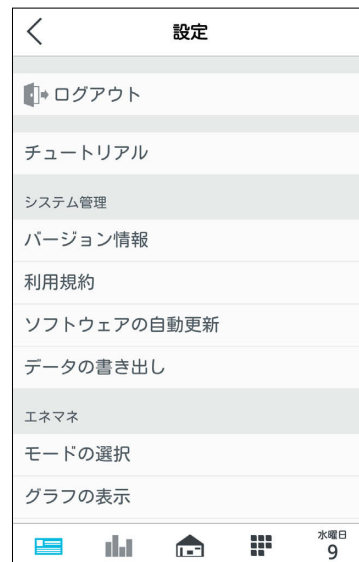 設定
ログアウト
チュートリアル
システム管理
バージョン情報
利用規約
ソフトウェアの自動更新
データの書き出し
エネマネ
モードの選択
グラフの表示
水曜日
9